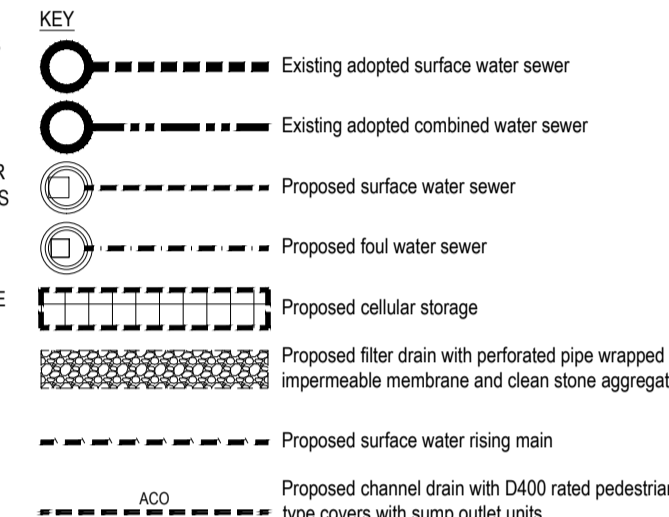 KEY
Existing adopted surface water sewer
Existing adopted combined water sewer
R
S
Proposed surface water sewer
Proposed foul water sewer
E
Proposed cellular storage
Proposed filter drain with perforated pipe wrapped
impermeable membrane and clean stone aggregat
Proposed surface water rising main
ACO
Proposed channel drain with D400 rated pedestrian
type covers with sump outlet units